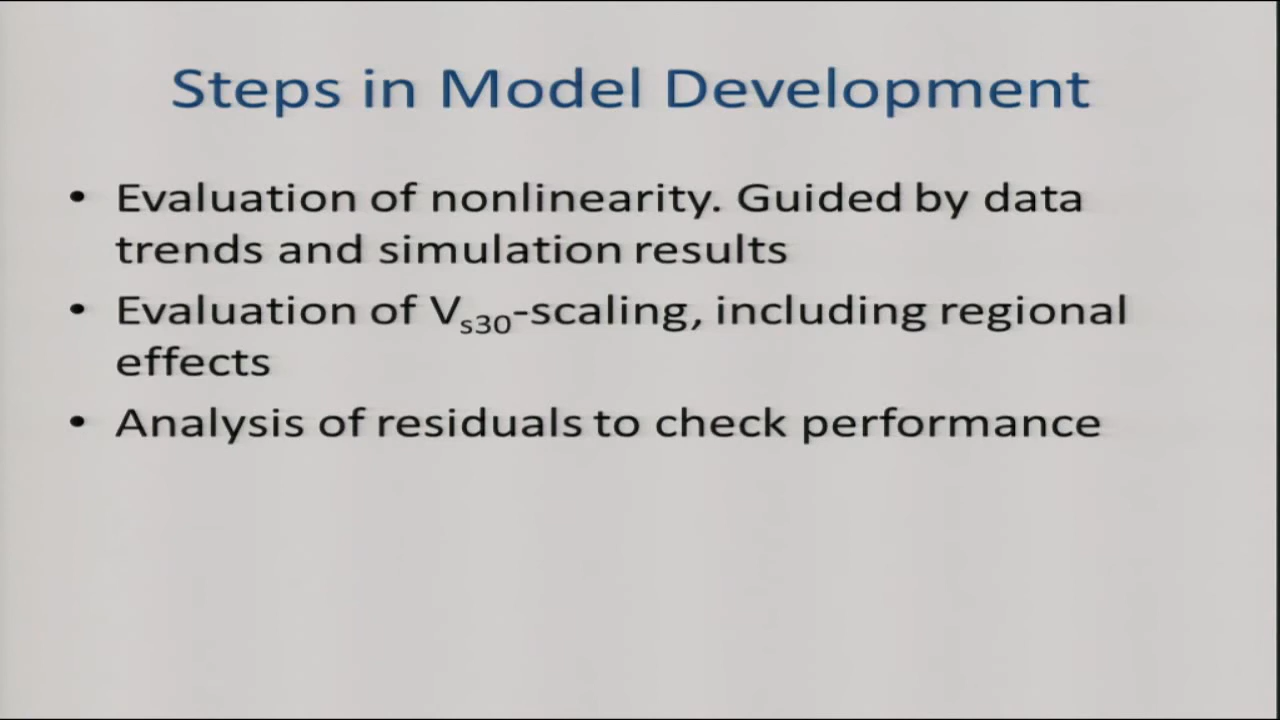 Steps in Model Development
• Evaluation of nonlinearity. Guided by data
trends and simulation results
• Evaluation of Vs30-scaling, including regional
effects
• Analysis of residuals to check performance